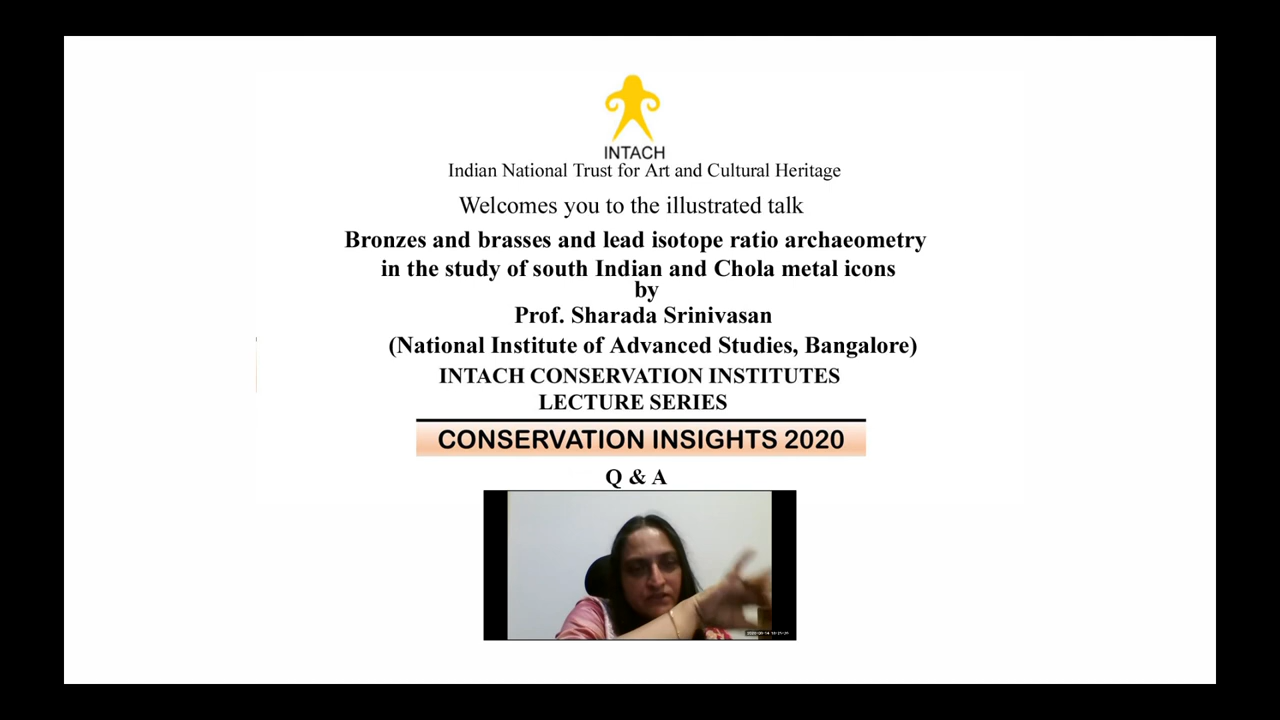 INTACH
Indian National Trust for Art and Cultural Heritage
Welcomes you to the illustrated talk
Bronzes and brasses and lead isotope ratio archaeometry
in the study of south Indian and Chola metal icons
by
Prof. Sharada Srinivasan
(National Institute of Advanced Studies, Bangalore)
INTACH CONSERVATION INSTITUTES
LECTURE SERIES
CONSERVATION INSIGHTS 2020
Q & A